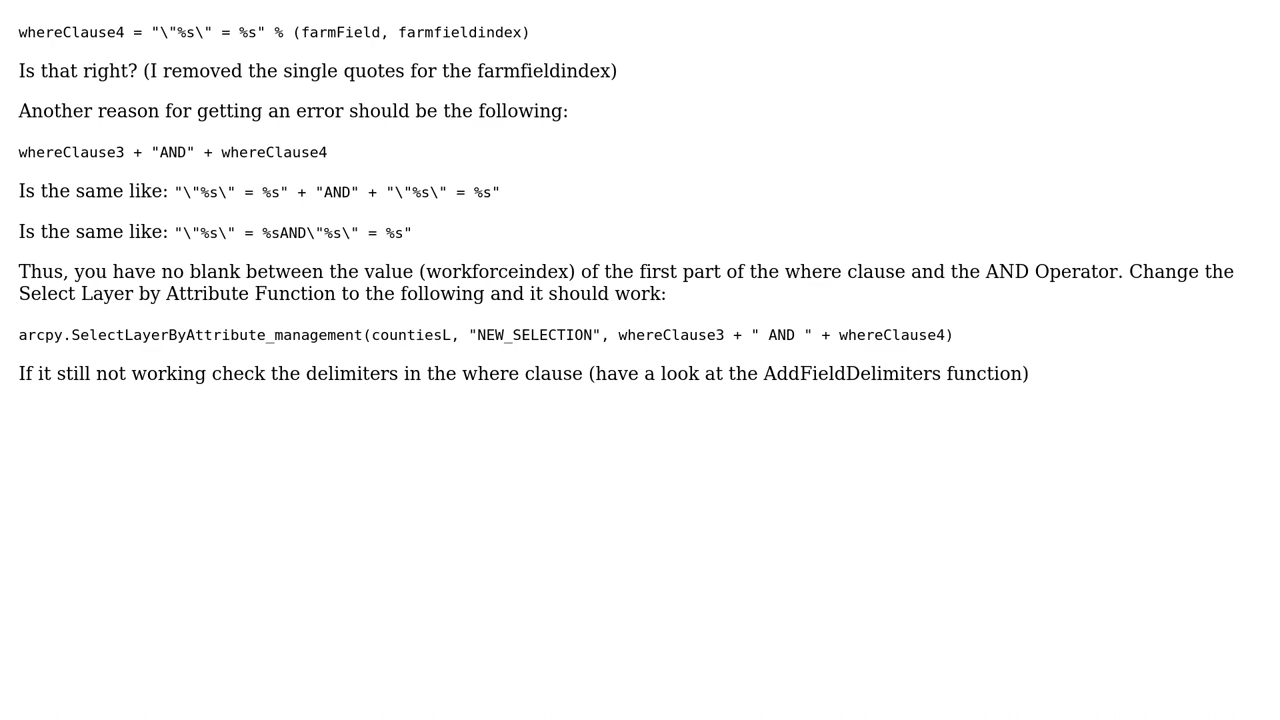 whereClause4 = "\"%s\" = %s" % (farmField, farmfieldindex)
Is that right? (I removed the single quotes for the farmfieldindex)
Another reason for getting an error should be the following:
whereClause3 + "AND" + whereClause4
Is the same like: "\"%s\" = %s" + "AND" + "\"%s\" = %s"
Is the same like: "\"%s\" = %sAND\"%s\" = %s"
Thus, you have no blank between the value (workforceindex) of the first part of the where clause and the AND Operator. Change the
Select Layer by Attribute Function to the following and it should work:
arcpy.SelectLayerByAttribute_management(countiesL, "NEW_SELECTION", whereClause3 + " AND " + whereClause4)
If it still not working check the delimiters in the where clause (have a look at the AddFieldDelimiters function)